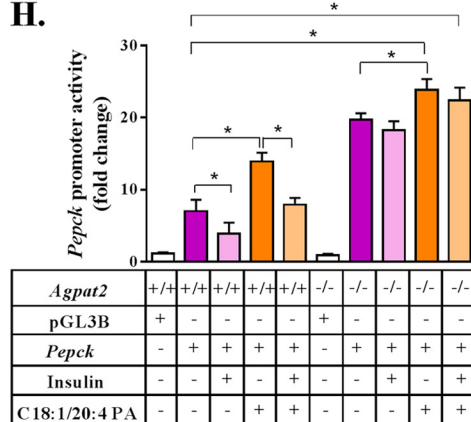 H.
*
*
*
* *
*
Pepck promoter activity
(fold change)
30
20
10
0
Agpat2 +/+ +/+ +/+ +/+ +/+ -/- -/- -/- -/- -/-
pGL3B + - - - - + - - - -
Pepck - + + + + - + + + +
Insulin - - + - + - - + - +
C18:1/20:4 PA - - - + + - - - + +